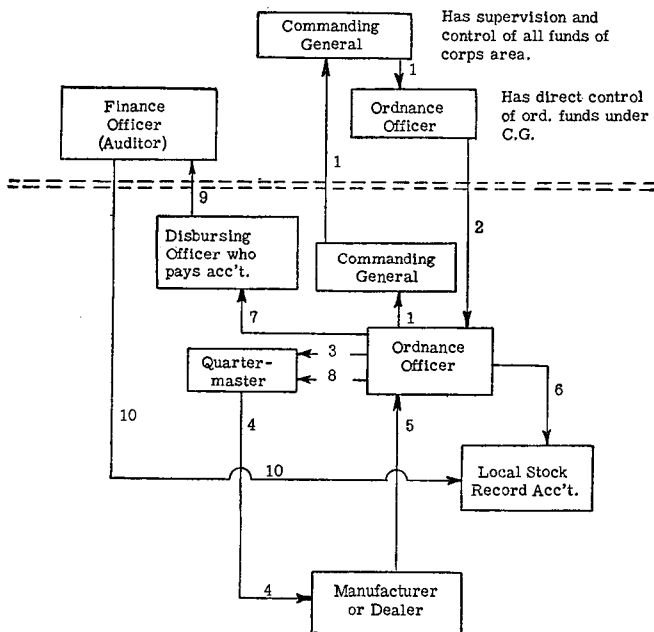 Commanding
General
Has supervision and
control of all funds of
corps area.
1
Finance
Officer
(Auditor)
Ordnance
Officer
Has direct control
of ord. funds under
C.G.
1
9
2
Disbursing
Officer who
pays acc't.
Commanding
General
7
1
Quarter-
master
3
8
Ordnance
Officer
6
10
4
5
10
Local Stock
Record Acc't.
4
Manufacturer
or Dealer